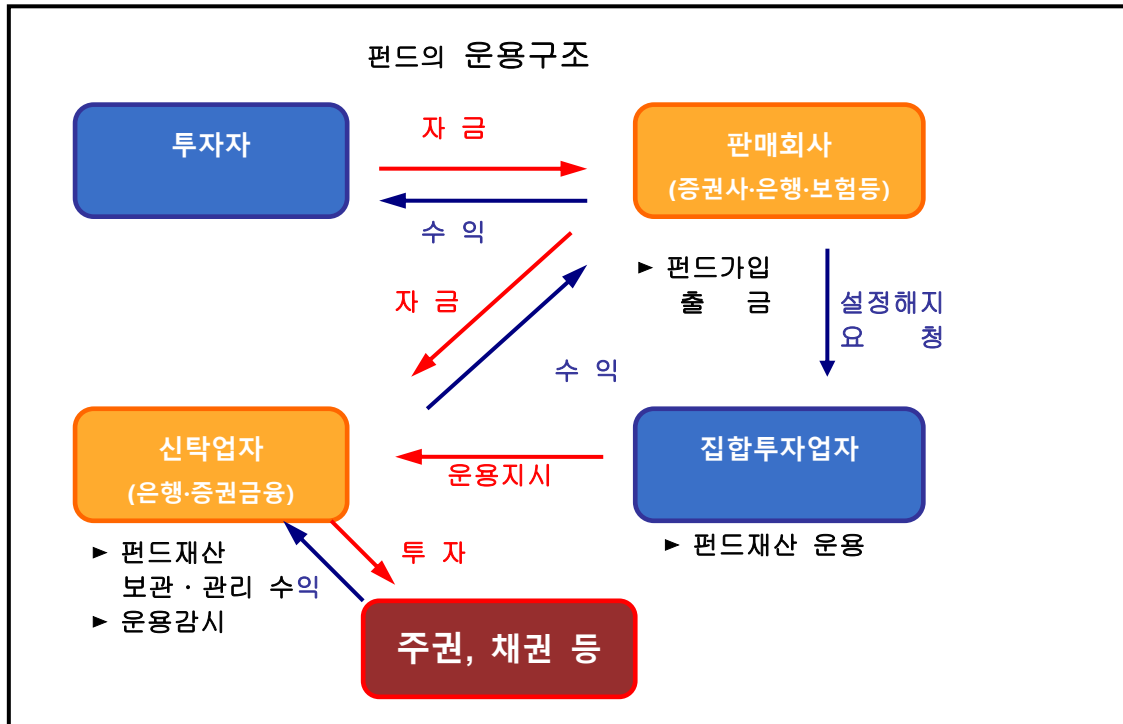 펀드의 운용구조
투자자
자 금
판매회사
(증권사·은행·보험등)
수 익
► 펀드가입
출 금
자 금
설정해지
요 청
수 익
신탁업자
(은행·증권금융)
운용지시
집합투자업자
► 펀드재산 운용
► 펀드재산
보관 · 관리 수익
► 운용감시
투 자
주권, 채권 등